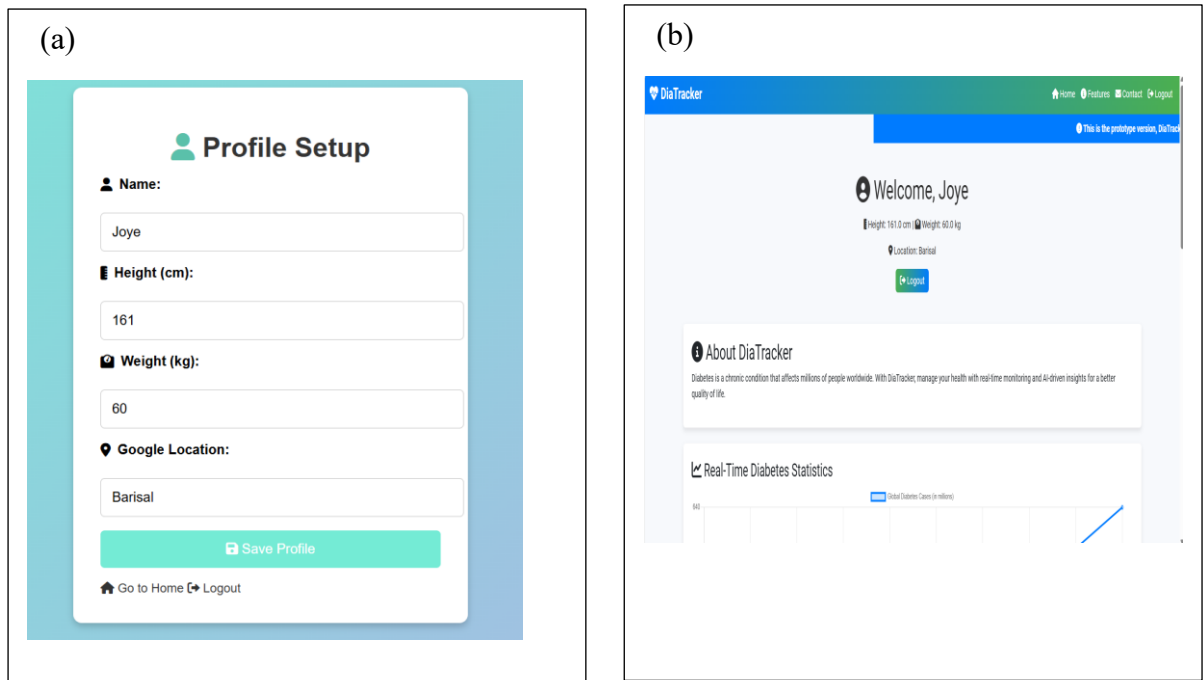 (a)
Profile Setup
Name:
Joye
Height (cm):
161
Weight (kg):
60
Google Location:
Barisal
Save Profile
Go to Home Logout
(b)
DiaTracker
Home Features Contact Logout
This is the prototype version, DiaTrack
Welcome, Joye
Height: 161.0 cm | Weight: 60.0 kg
Location: Barisal
Logout
About DiaTracker
Diabetes is a chronic condition that affects millions of people worldwide. With DiaTracker, manage your health with real-time monitoring and AI-driven insights for a better
quality of life.
Real-Time Diabetes Statistics
Global Diabetes Cases (in millions)